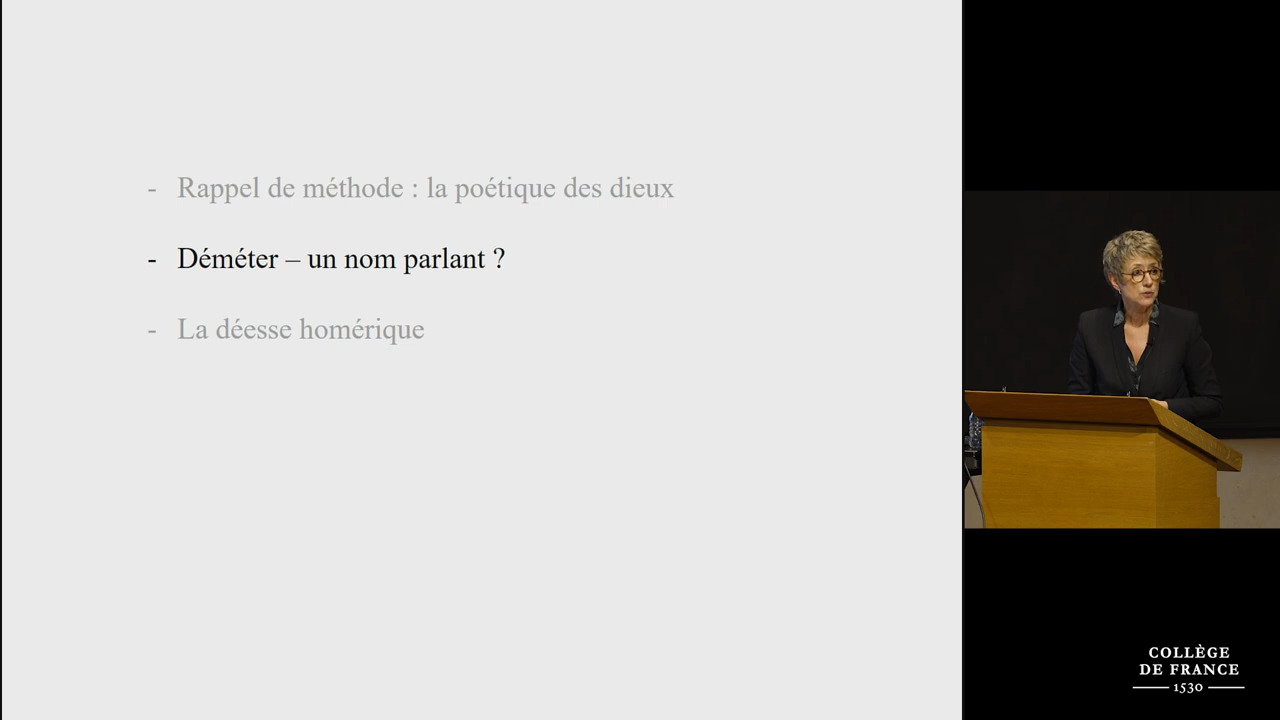 - Rappel de méthode : la poétique des dieux
- Déméter – un nom parlant ?
- La déesse homérique
COLLÈGE
DE FRANCE
1530